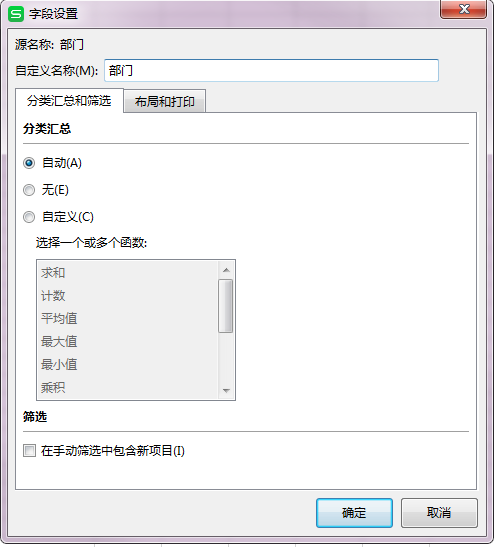 字段设置
源名称: 部门
自定义名称(M): 部门
分类汇总和筛选 布局和打印
分类汇总
自动(A)
无(E)
自定义(C)
选择一个或多个函数:
求和
计数
平均值
最大值
最小值
乘积
筛选
在手动筛选中包含新项目(I)
确定 取消